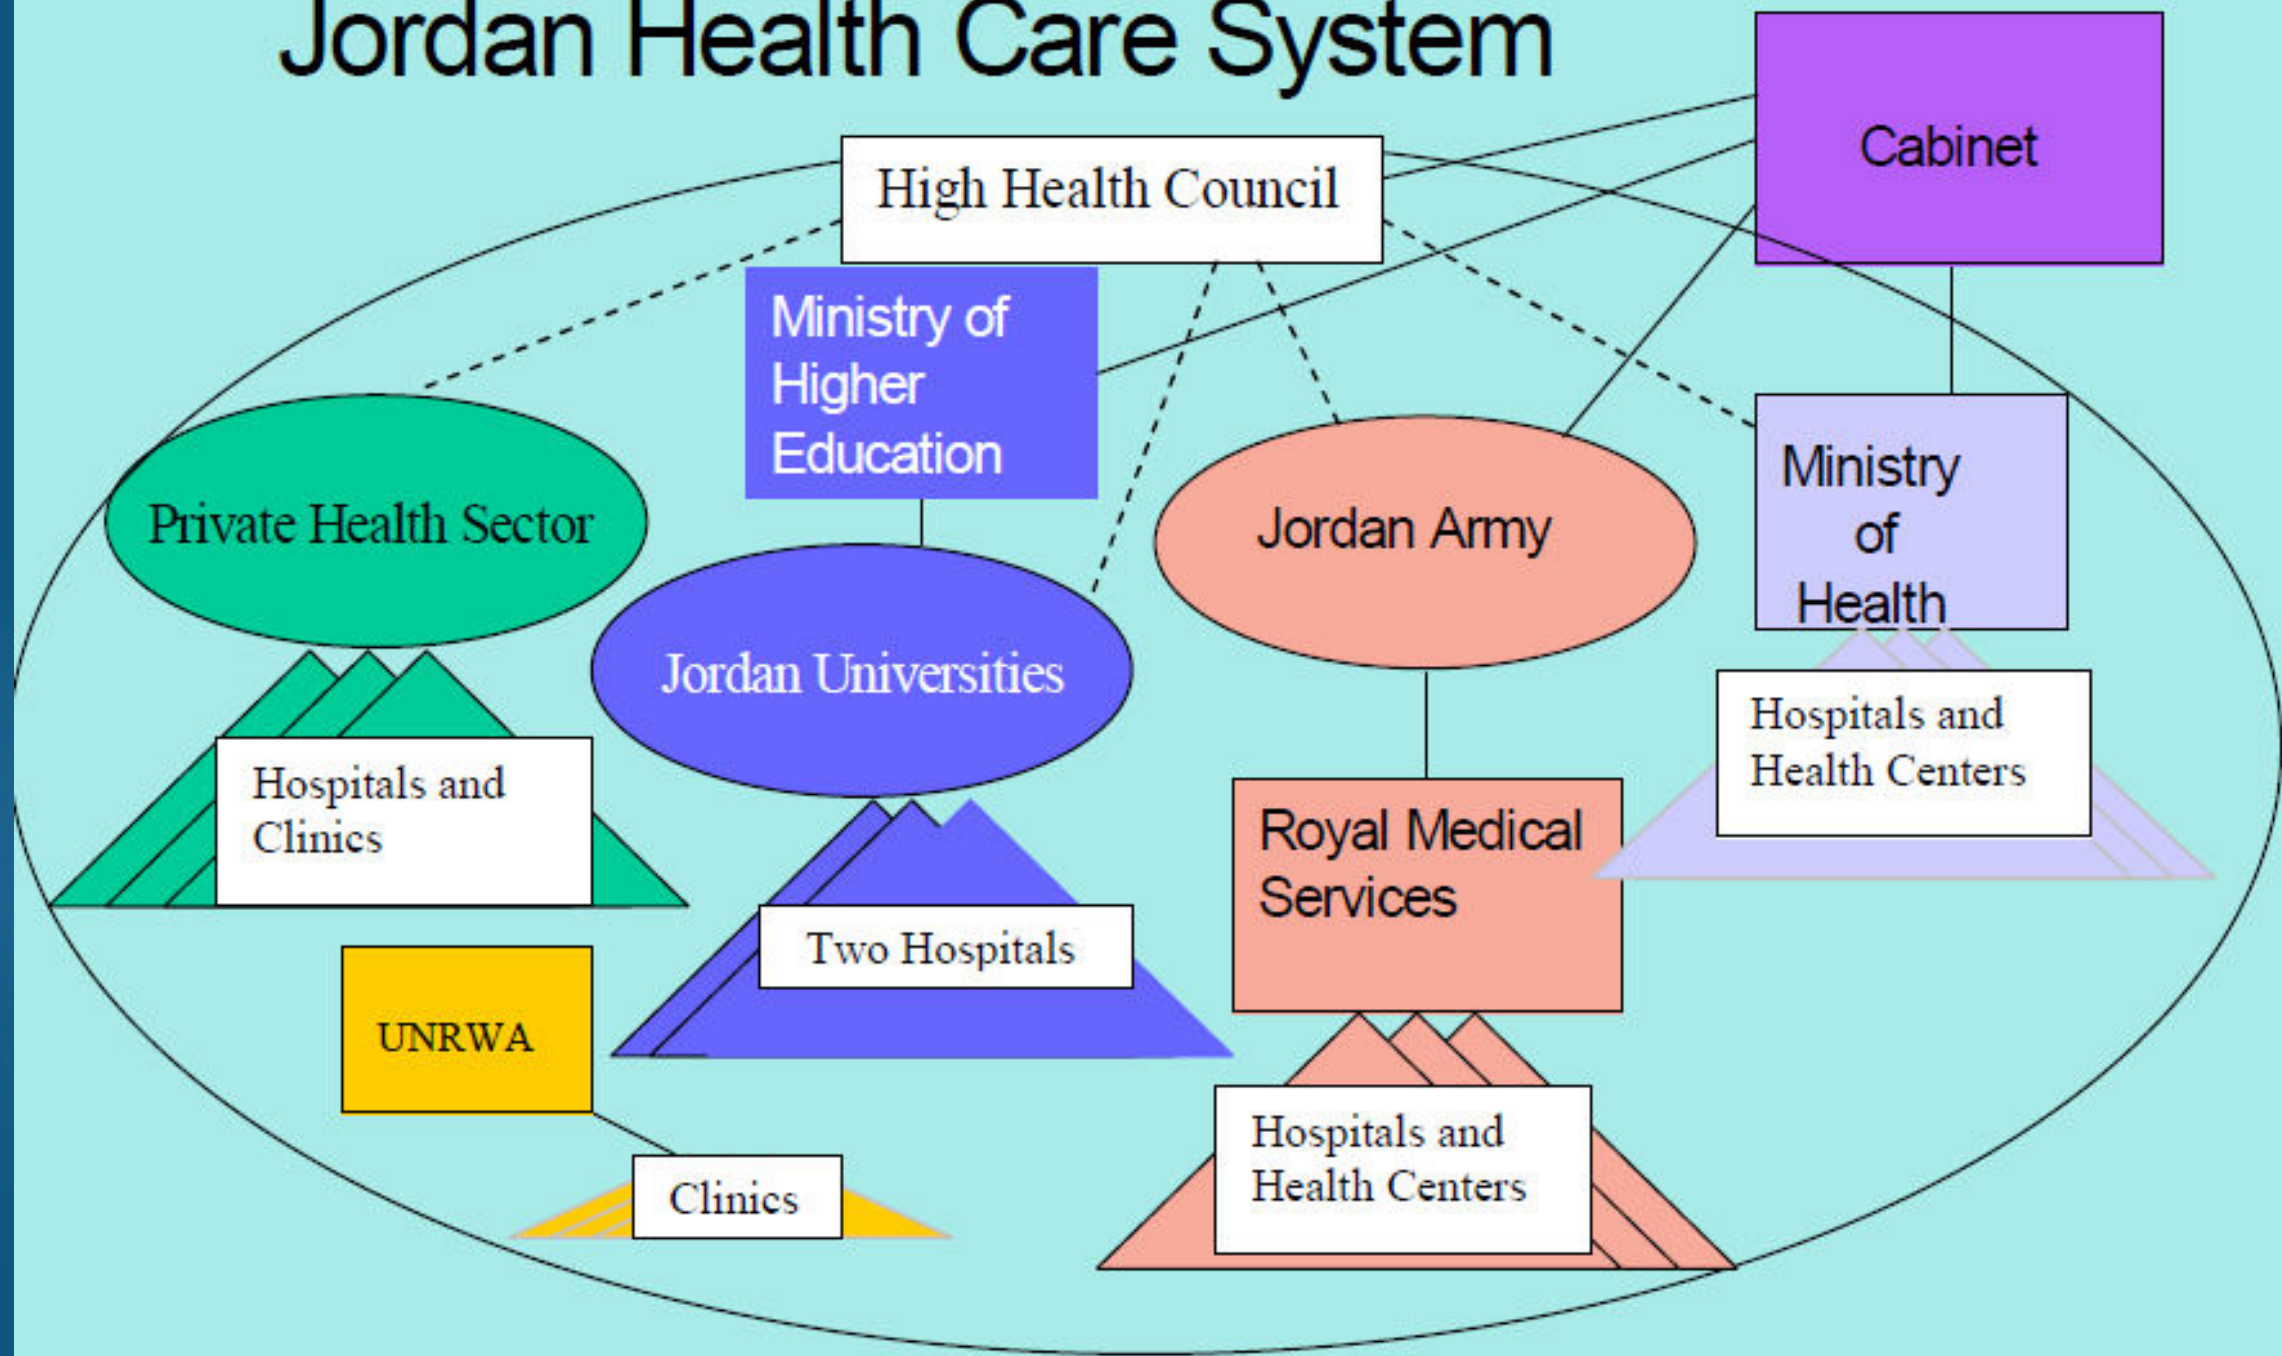 Jordan Health Care System
Cabinet
High Health Council
Ministry of
Higher
Education
Private Health Sector
Jordan Army
Ministry
of
Health
Jordan Universities
Hospitals and
Clinics
Hospitals and
Health Centers
Royal Medical
Services
Two Hospitals
UNRWA
Clinics
Hospitals and
Health Centers